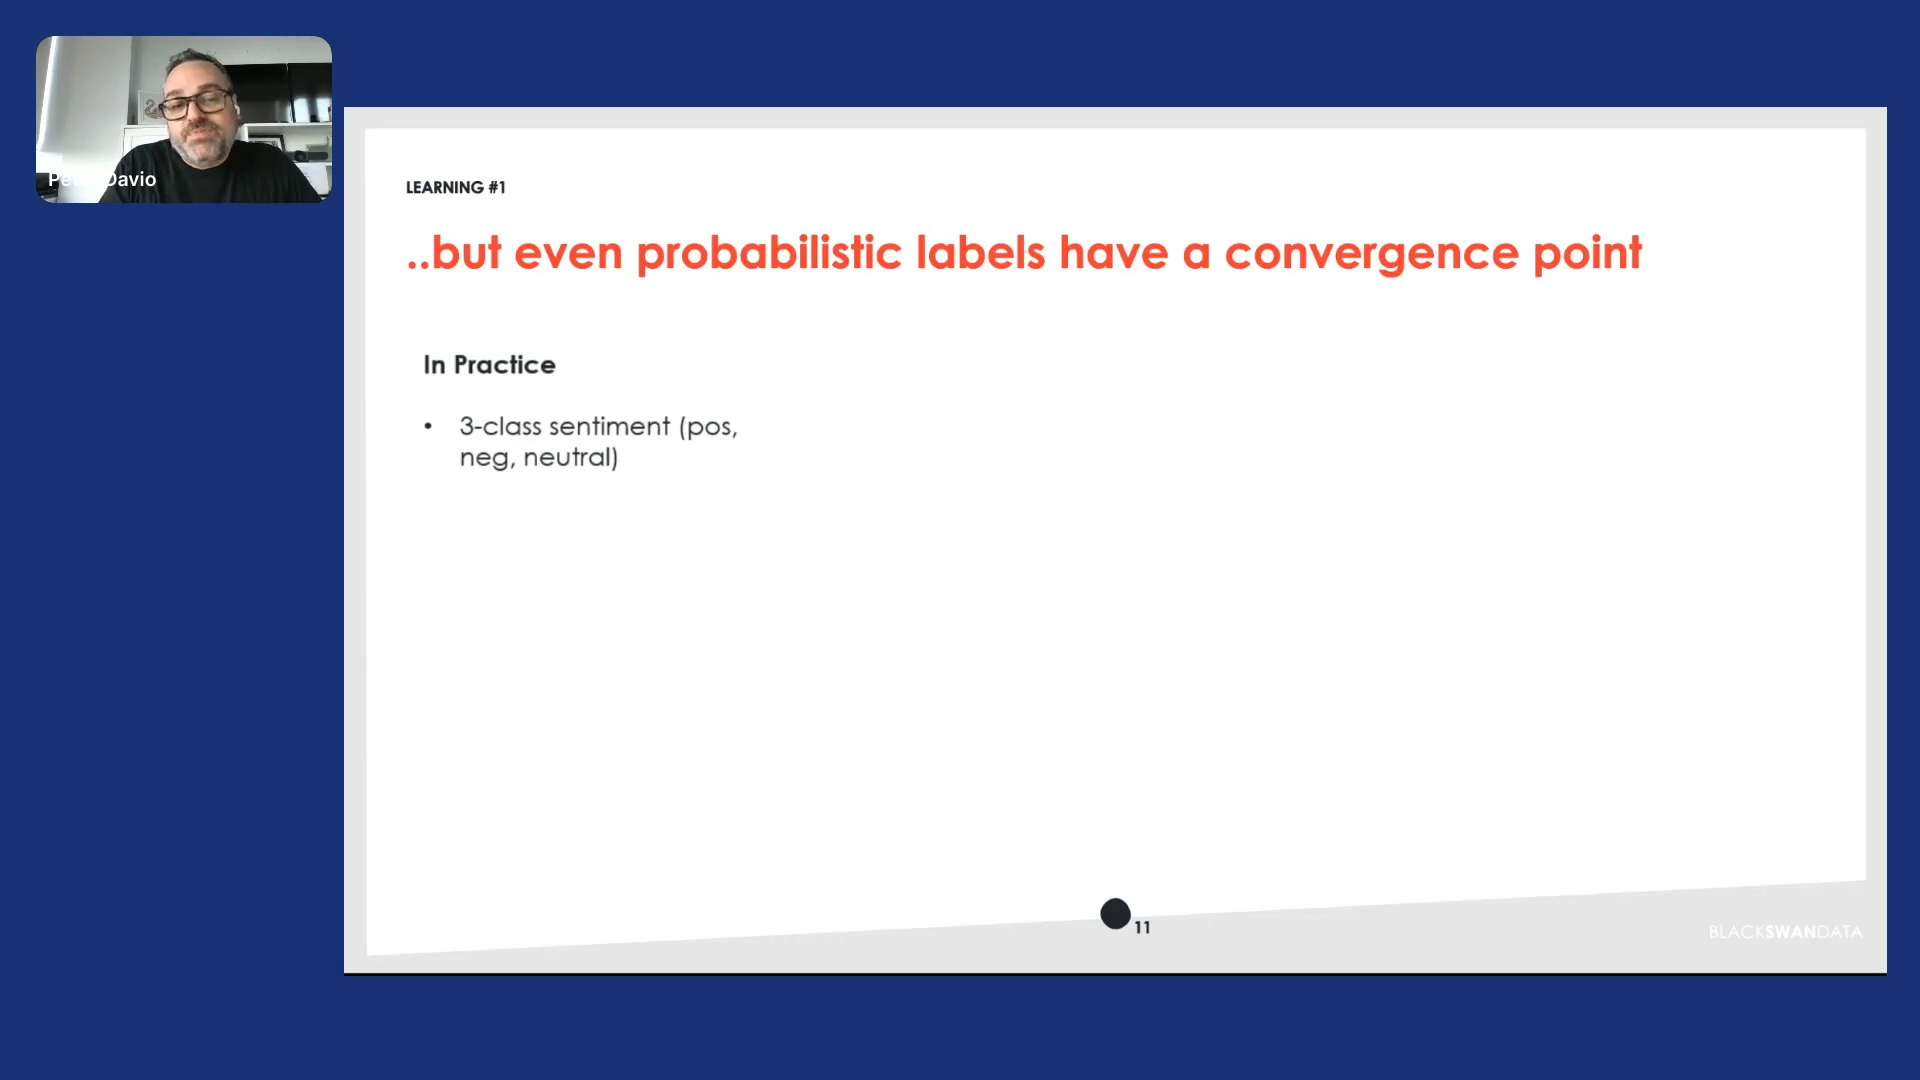 Davio
LEARNING #1
..but even probabilistic labels have a convergence point
In Practice
• 3-class sentiment (pos,
neg, neutral)
11
BLACKSWANDATA